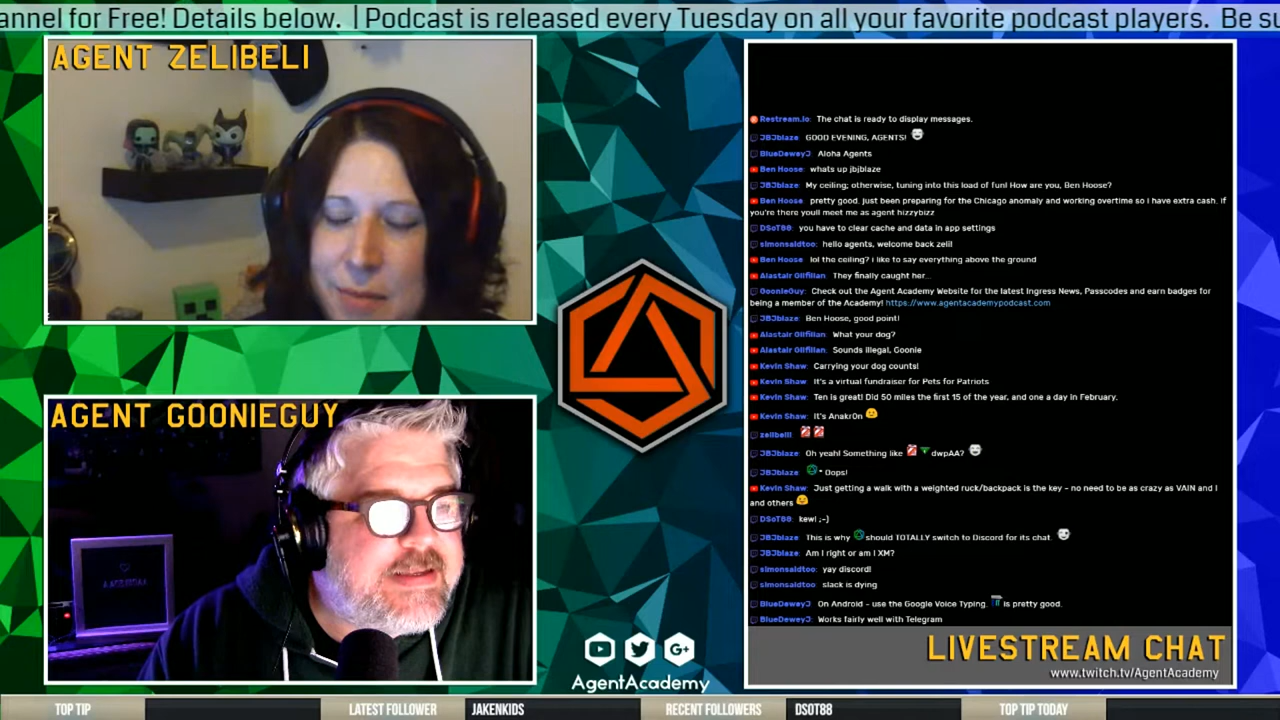 annel for Free! Details below. | Podcast is released every Tuesday on all your favorite podcast players. Be su
AGENT ZELIBELI
AGENT GOONIEGUY
Restream.io: The chat is ready to display messages.
JBJblaze: GOOD EVENING, AGENTS!
BlueDeweyJ: Aloha Agents
Ben Hoose: whats up jbjblaze
JBJblaze: My ceiling; otherwise, tuning into this load of fun! How are you, Ben Hoose?
Ben Hoose: pretty good. just been preparing for the Chicago anomaly and working overtime so i have extra cash. if
you're there youll meet me as agent hizzybizz
DSoT88: you have to clear cache and data in app settings
simonsaidtoo: hello agents, welcome back zeli!
Ben Hoose: lol the ceiling? i like to say everything above the ground
Alastair Gilfillan: They finally caught her...
GoonieGuy: Check out the Agent Academy Website for the latest Ingress News, Passcodes and earn badges for
being a member of the Academy! https://www.agentacademypodcast.com
JBJblaze: Ben Hoose, good point!
Alastair Gilfillan: What your dog?
Alastair Gilfillan: Sounds illegal, Goonie
Kevin Shaw: Carrying your dog counts!
Kevin Shaw: It's a virtual fundraiser for Pets for Patriots
Kevin Shaw: Ten is great! Did 50 miles the first 15 of the year, and one a day in February.
Kevin Shaw: It's Anakr0n
zelibeli:
JBJblaze: Oh yeah! Something like dwpAA?
JBJblaze: * Oops!
Kevin Shaw: Just getting a walk with a weighted ruck/backpack is the key - no need to be as crazy as VAIN and I
and others
DSoT88: kewl ;-)
JBJblaze: This is why should TOTALLY switch to Discord for its chat.
JBJblaze: Am I right or am I XM?
simonsaidtoo: yay discord!
simonsaidtoo: slack is dying
BlueDeweyJ: On Android - use the Google Voice Typing. IT is pretty good.
BlueDeweyJ: Works fairly well with Telegram
LIVESTREAM CHAT
www.twitch.tv/AgentAcademy
G+
AgentAcademy
TOP TIP
LATEST FOLLOWER
JAKENKIDS
RECENT FOLLOWERS
DSOT88
TOP TIP TODAY